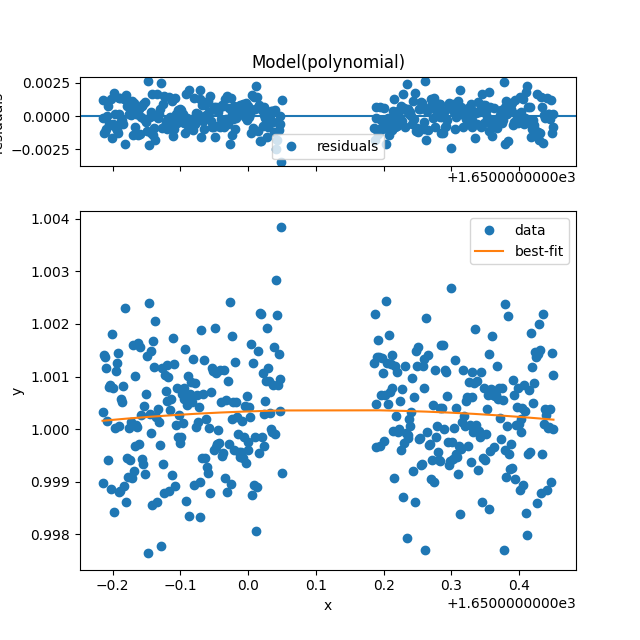 Model(polynomial)
0.0025
0.0000
−0.0025
residuals
+1.6500000000e3
1.004
1.003
1.002
1.001
1.000
0.999
0.998
y
data
best-fit
−0.2
−0.1
0.0
0.1
0.2
0.3
0.4
x
+1.6500000000e3